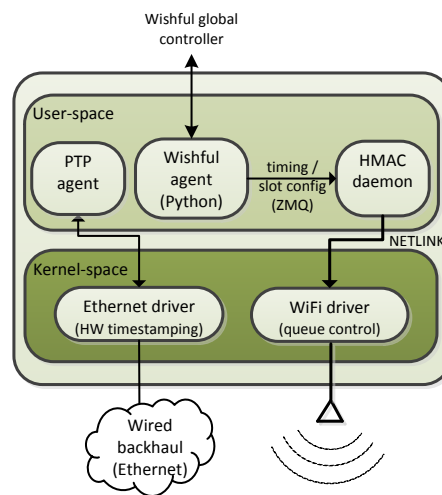 Wishful global
controller
User-space
PTP
agent
Wishful
agent
(Python)
timing /
slot config
(ZMQ)
HMAC
daemon
NETLINK
Kernel-space
Ethernet driver
(HW timestamping)
WiFi driver
(queue control)
Wired
backhaul
(Ethernet)